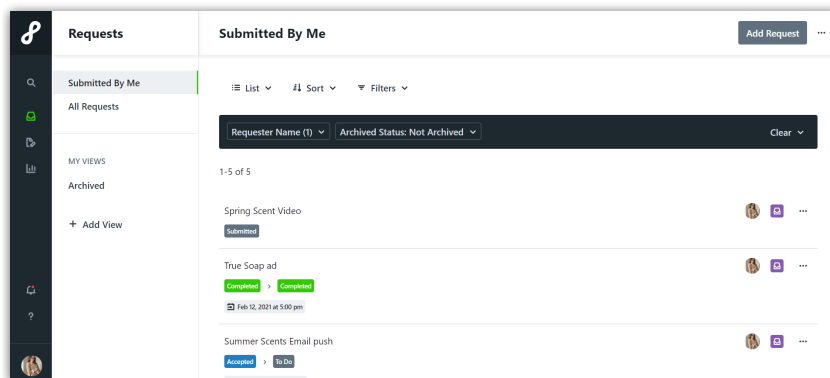 Requests
Submitted By Me
All Requests
MY VIEWS
Archived
+ Add View
?
Submitted By Me
Add Request
List
Sort
Filters
Requester Name (1)
Archived Status: Not Archived
Clear
1-5 of 5
Spring Scent Video
Submitted
True Soap ad
Completed > Completed
Feb 12, 2021 at 5:00 pm
Summer Scents Email push
Accepted > To Do